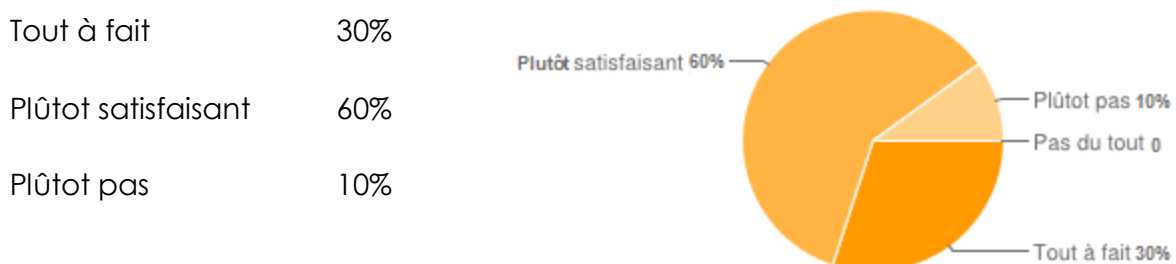 Tout à fait 30%
Plûtot satisfaisant 60%
Plûtot pas 10%
Plutôt satisfaisant 60%
Plûtot pas 10%
Pas du tout 0
Tout à fait 30%